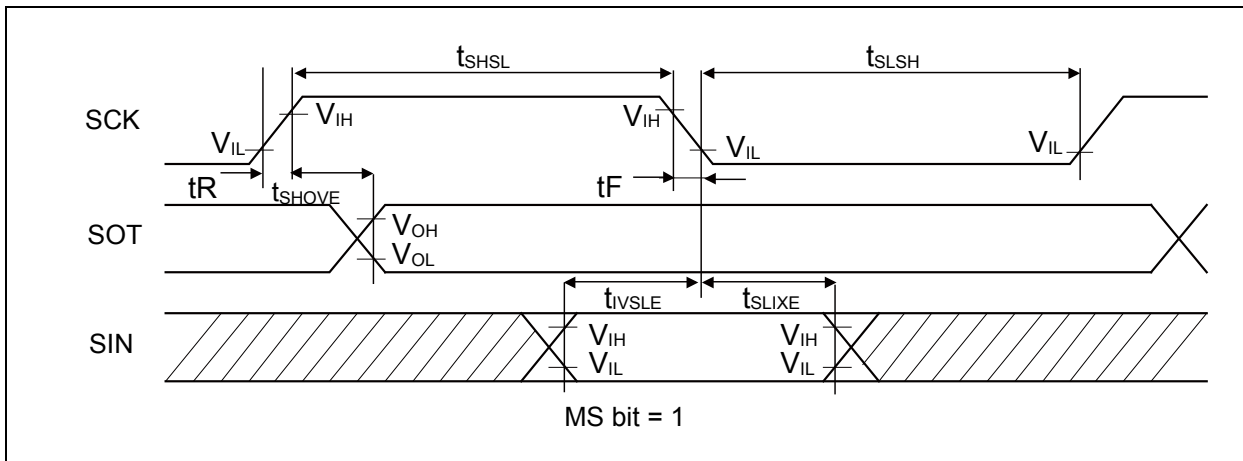 tSHSL
tSLSH
SCK
VIH
VIH
VIL
VIL
VIL
tR
tSHOVE
tF
SOT
VOH
VOL
tIVSLE
tSLIXE
SIN
VIH
VIH
VIL
VIL
MS bit = 1